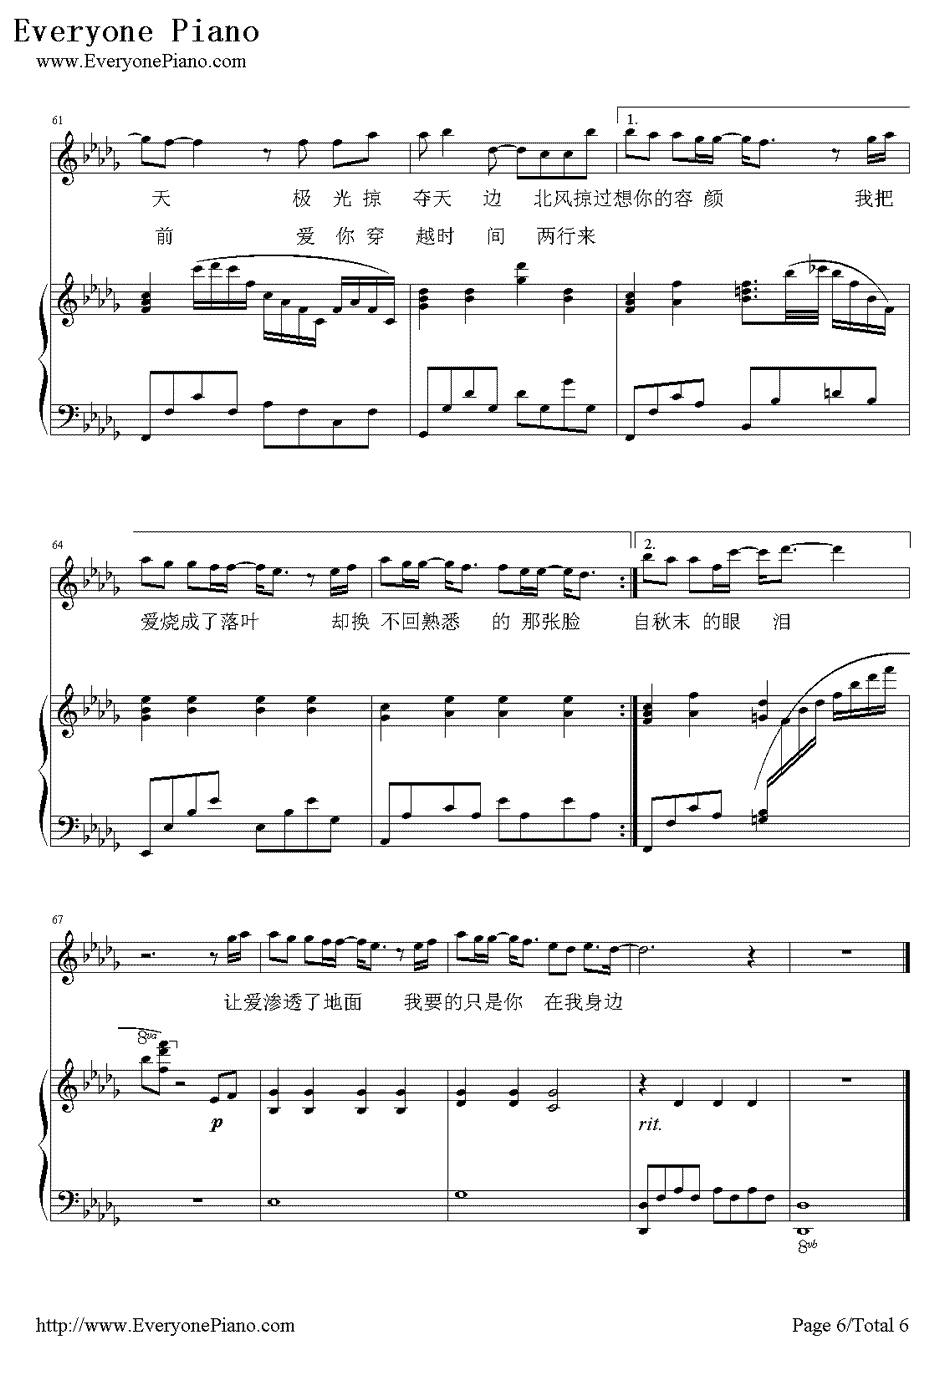 Everyone Piano
www.EveryonePiano.com
61
1.
天 极 光 掠 夺天 边 北风掠过想你的容 颜 我把
前 爱 你 穿 越时 间 两行来
64
2.
爱烧成了落叶 却换 不回熟悉 的 那张脸 自秋末 的眼 泪
67
让爱渗透了地面 我要的只是你 在我身边
8va
p
rit.
8vb
http://www.EveryonePiano.com
Page 6/Total 6